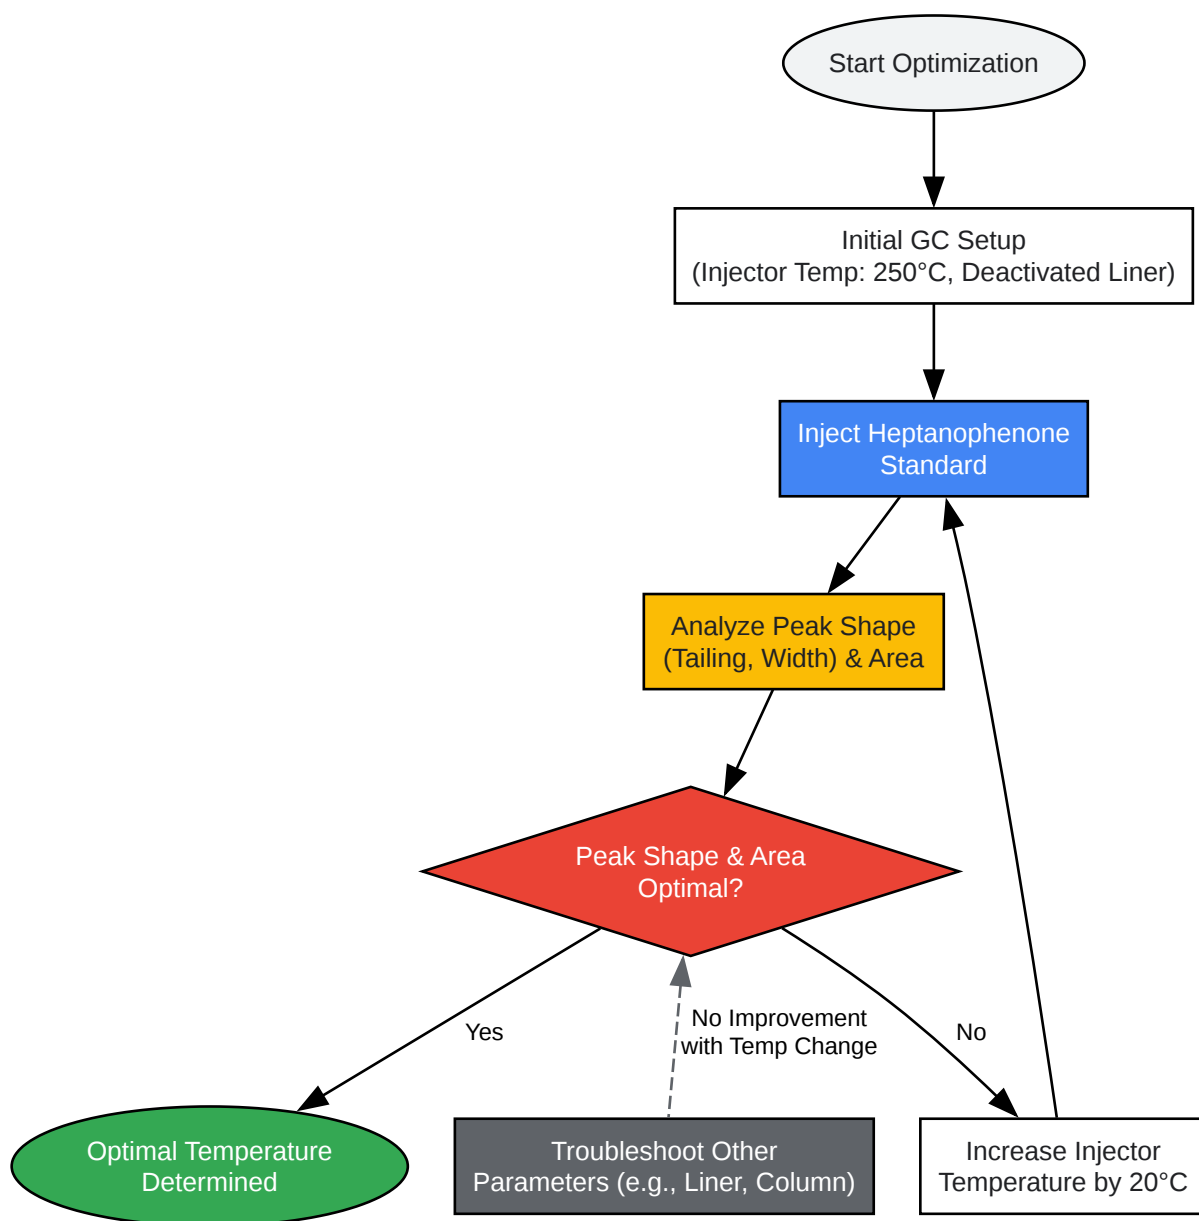 Start Optimization
Initial GC Setup
(Injector Temp: 250°C, Deactivated Liner)
Inject Heptanophenone
Standard
Analyze Peak Shape
(Tailing, Width) & Area
Peak Shape & Area
Optimal?
Yes
No Improvement
with Temp Change
No
Optimal Temperature
Determined
Troubleshoot Other
Parameters (e.g., Liner, Column)
Increase Injector
Temperature by 20°C